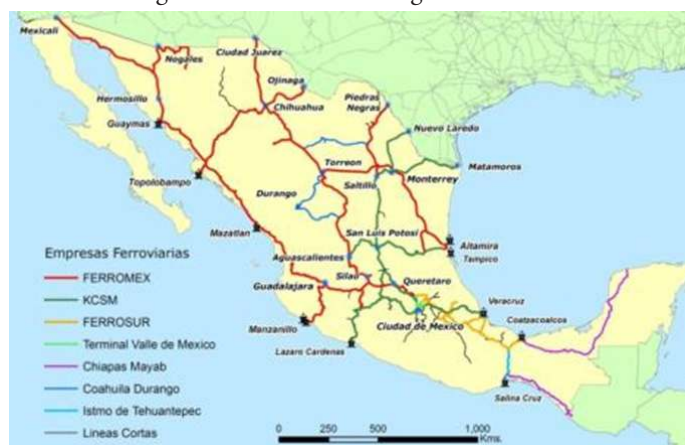 Mexicali
Nogales
Ciudad Juarez
Ojinaga
Hermosillo
Chihuahua
Piedras
Negras
Guaymas
Nuevo Laredo
Topolobampo
Torreon
Monterrey
Matamoros
Durango
Saltillo
Mazatlan
San Luis Potosí
Altamira
Tampico
Aguascalientes
Silao
Queretaro
Guadalajara
Manzanillo
Ciudad de Mexico
Veracruz
Coatzacoalcos
Lazaro Cardenas
Salina Cruz
Empresas Ferroviarias
FERROMEX
KCSM
FERROSUR
Terminal Valle de Mexico
Chiapas Mayab
Coahuila Durango
Istmo de Tehuantepec
Lineas Cortas
0 250 500 1,000
Kms.